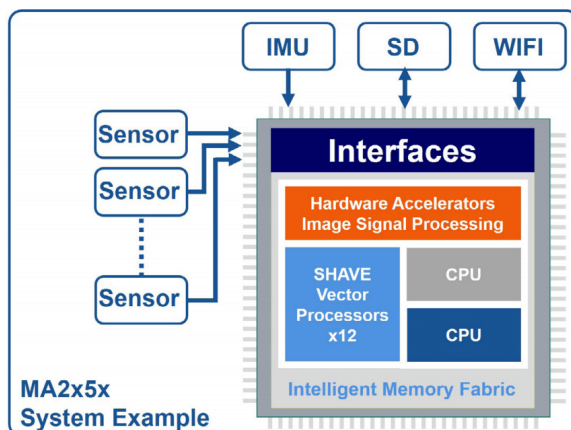 IMU
SD
WIFI
Sensor
Sensor
Sensor
Interfaces
Hardware Accelerators
Image Signal Processing
SHAVE
Vector
Processors
x12
CPU
CPU
Intelligent Memory Fabric
MA2x5x
System Example